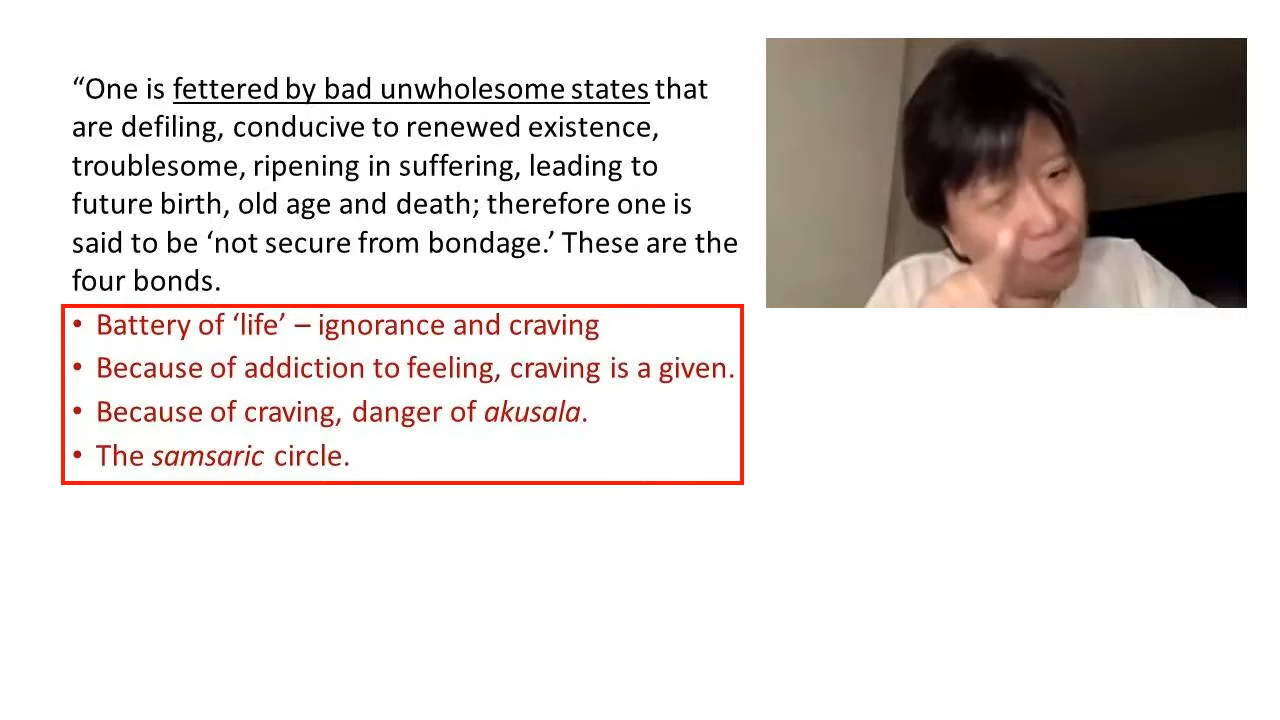 “One is fettered by bad unwholesome states that
are defiling, conducive to renewed existence,
troublesome, ripening in suffering, leading to
future birth, old age and death; therefore one is
said to be ‘not secure from bondage.’ These are the
four bonds.
• Battery of ‘life’ – ignorance and craving
• Because of addiction to feeling, craving is a given.
• Because of craving, danger of akusala.
• The samsaric circle.